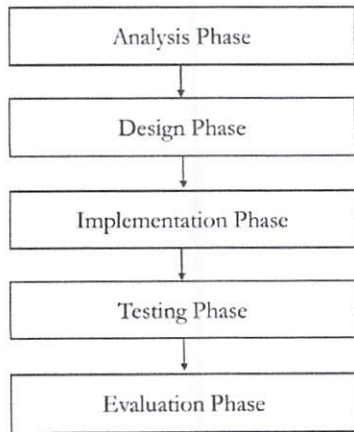 Analysis Phase
Design Phase
Implementation Phase
Testing Phase
Evaluation Phase